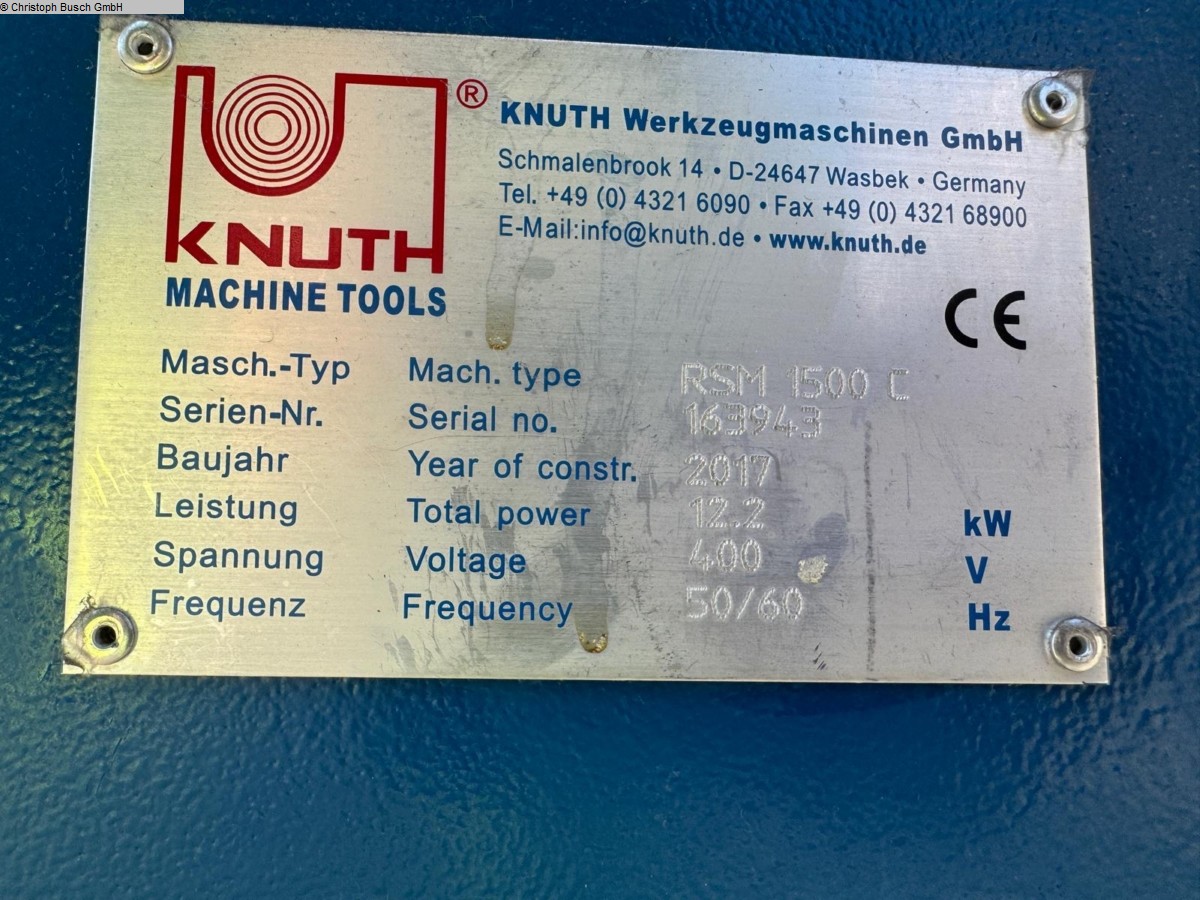 © Christoph Busch GmbH
®
KNUTH
MACHINE TOOLS
KNUTH Werkzeugmaschinen GmbH
Schmalenbrook 14 • D-24647 Wasbek • Germany
Tel. +49 (0) 4321 6090 • Fax +49 (0) 4321 68900
E-Mail:info@knuth.de • www.knuth.de
CE
Masch.-Typ Mach. type RSM 1500 C
Serien-Nr. Serial no. 163943
Baujahr Year of constr. 2017
Leistung Total power 12.2 kW
Spannung Voltage 400 V
Frequenz Frequency 50/60 Hz